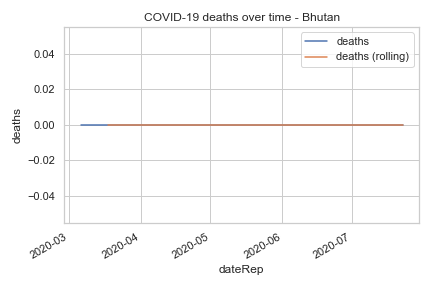 COVID-19 deaths over time - Bhutan
deaths
deaths (rolling)
0.04
0.02
0.00
−0.02
−0.04
deaths
2020-03
2020-04
2020-05
2020-06
2020-07
dateRep